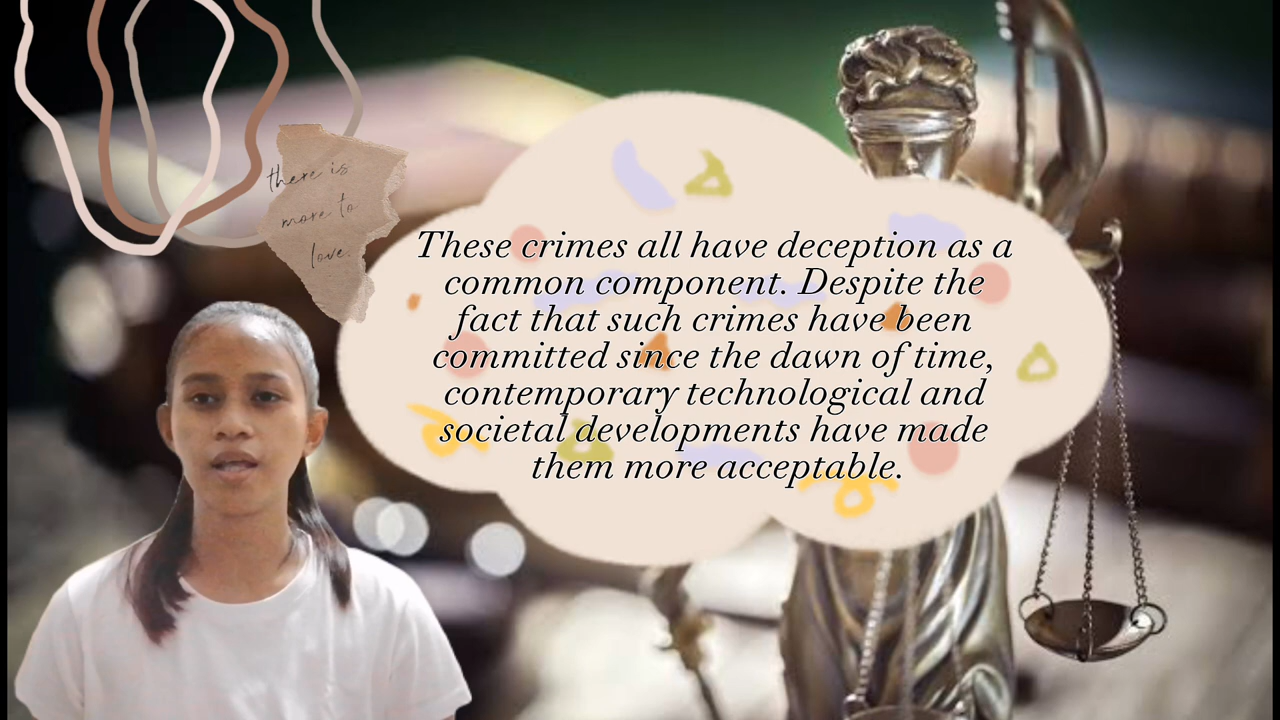 there is
more to
love.
These crimes all have deception as a
common component. Despite the
fact that such crimes have been
committed since the dawn of time,
contemporary technological and
societal developments have made
them more acceptable.